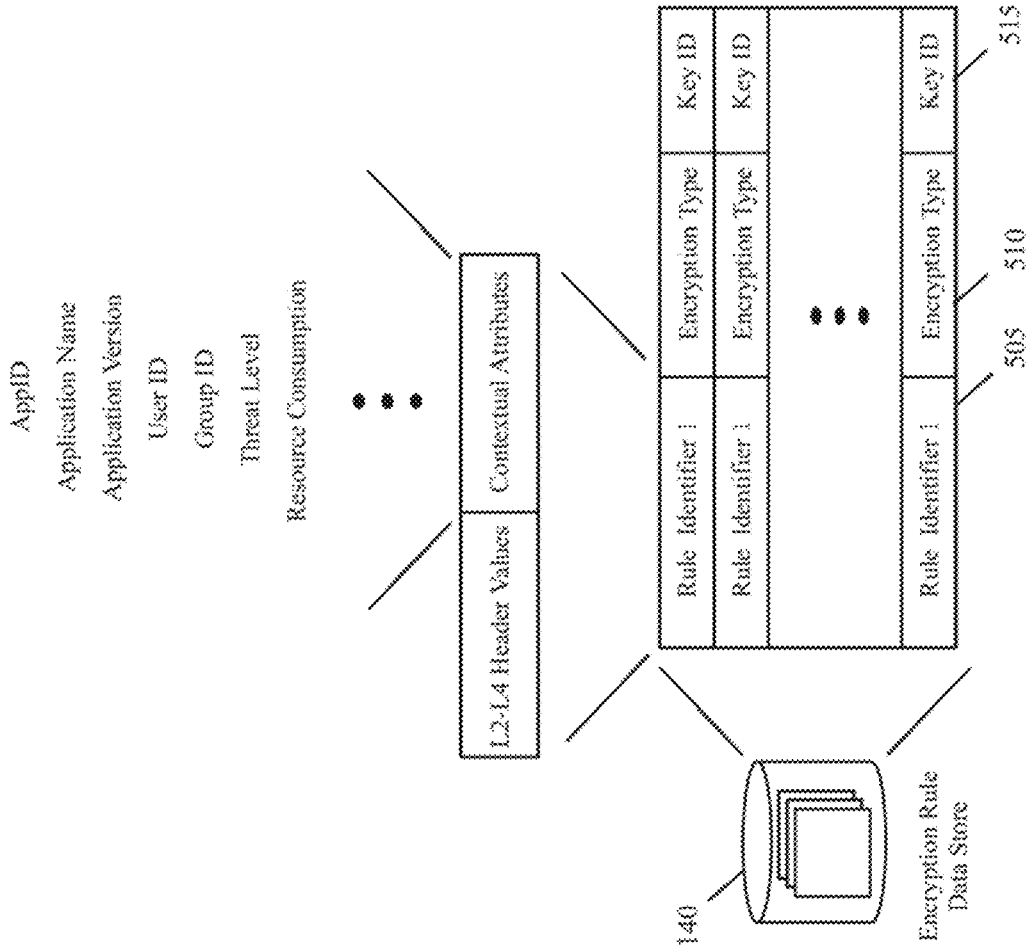 AppID
Application Name
Application Version
User ID
Group ID
Threat Level
Resource Consumption
L2-L4 Header Values
Contextual Attributes
140
Encryption Rule
Data Store
Rule Identifier 1
Encryption Type
Key ID
Rule Identifier 1
Encryption Type
Key ID
Rule Identifier 1
Encryption Type
Key ID
505
510
515